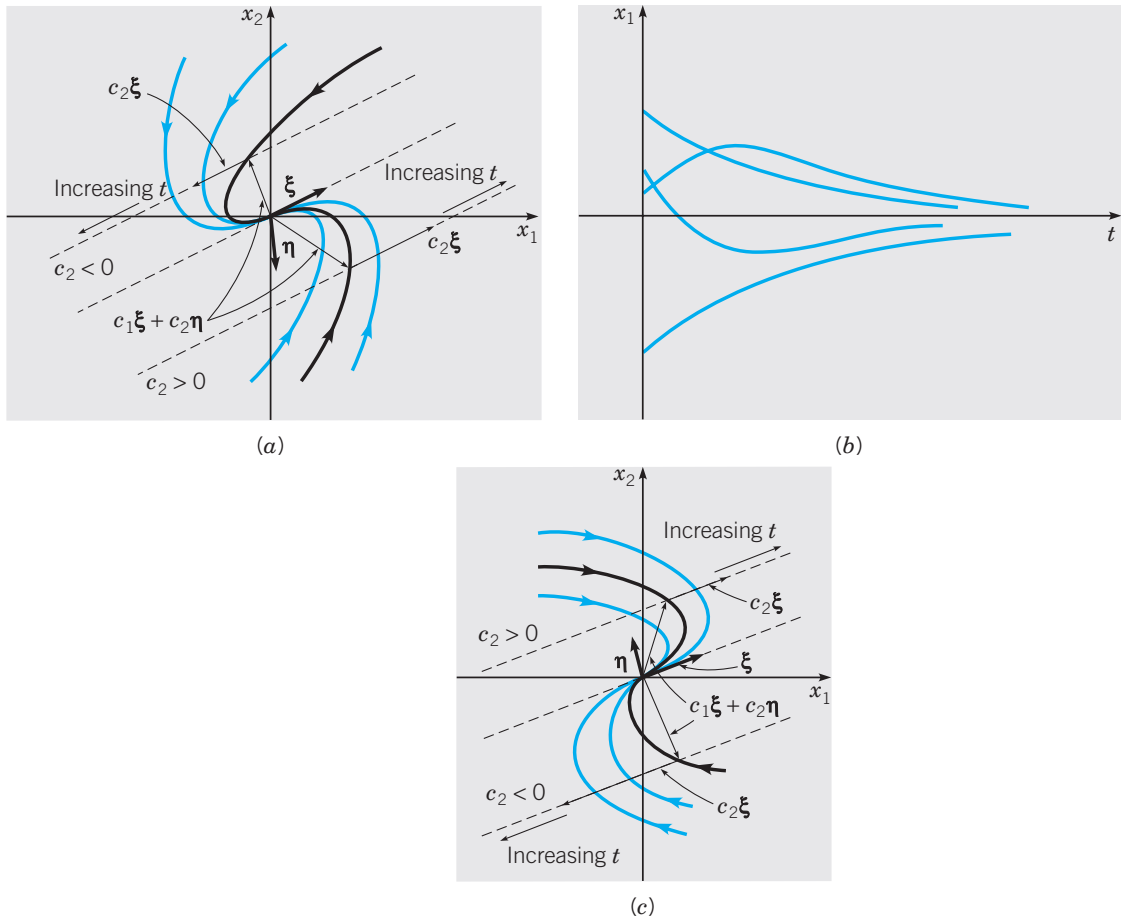 x₂
c₂ξ
Increasing t
ξ
Increasing t
x₁
c₂ξ
η
c₂ < 0
c₁ξ + c₂η
c₂ > 0
(a)
x₁
t
(b)
x₂
Increasing t
c₂ξ
c₂ > 0
η
ξ
x₁
c₁ξ + c₂η
c₂ < 0
c₂ξ
Increasing t
(c)